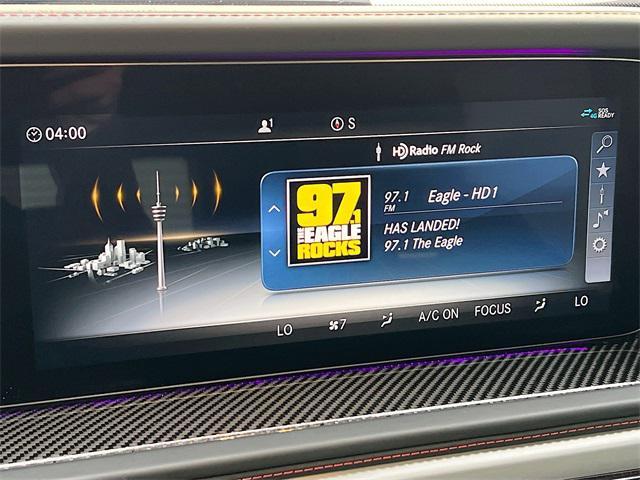 04:00
1
S
SOS
4G READY
HD Radio FM Rock
97.1
THE EAGLE
ROCKS
97.1 Eagle - HD1
FM
HAS LANDED!
97.1 The Eagle
LO 7 A/C ON FOCUS LO